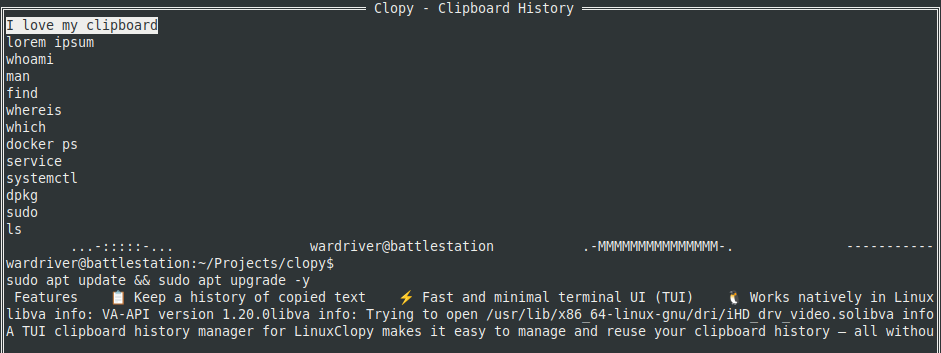 Clopy - Clipboard History
I love my clipboard
lorem ipsum
whoami
man
find
whereis
which
docker ps
service
systemctl
dpkg
sudo
ls
...-:::::-... wardriver@battlestation .-MMMMMMMMMMMMMMM-. -----------
wardriver@battlestation:~/Projects/clopy$
sudo apt update && sudo apt upgrade -y
Features 📋 Keep a history of copied text ⚡ Fast and minimal terminal UI (TUI) 🐧 Works natively in Linux
libva info: VA-API version 1.20.0libva info: Trying to open /usr/lib/x86_64-linux-gnu/dri/iHD_drv_video.solibva info
A TUI clipboard history manager for LinuxClopy makes it easy to manage and reuse your clipboard history — all withou